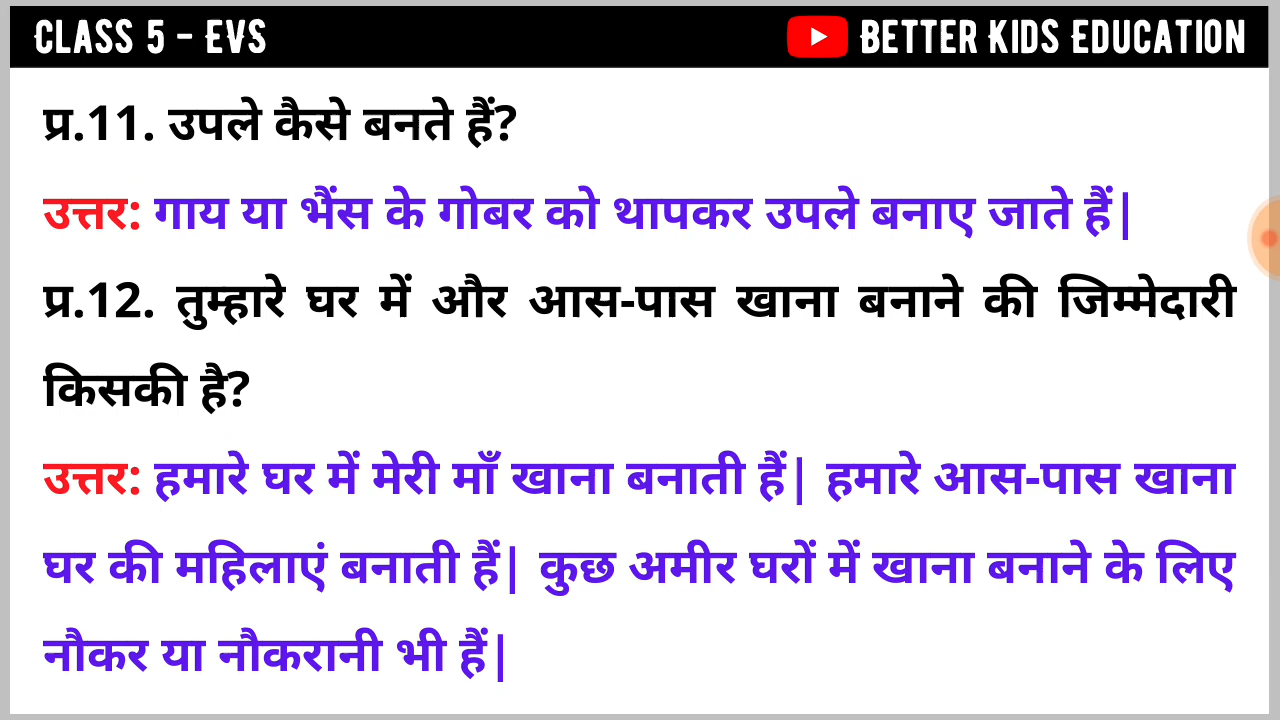 CLASS 5 - EVS
BETTER KIDS EDUCATION
प्र.11. उपले कैसे बनते हैं?
उत्तर: गाय या भैंस के गोबर को थापकर उपले बनाए जाते हैं|
प्र.12. तुम्हारे घर में और आस-पास खाना बनाने की जिम्मेदारी
किसकी है?
उत्तर: हमारे घर में मेरी माँ खाना बनाती हैं| हमारे आस-पास खाना
घर की महिलाएं बनाती हैं| कुछ अमीर घरों में खाना बनाने के लिए
नौकर या नौकरानी भी हैं|